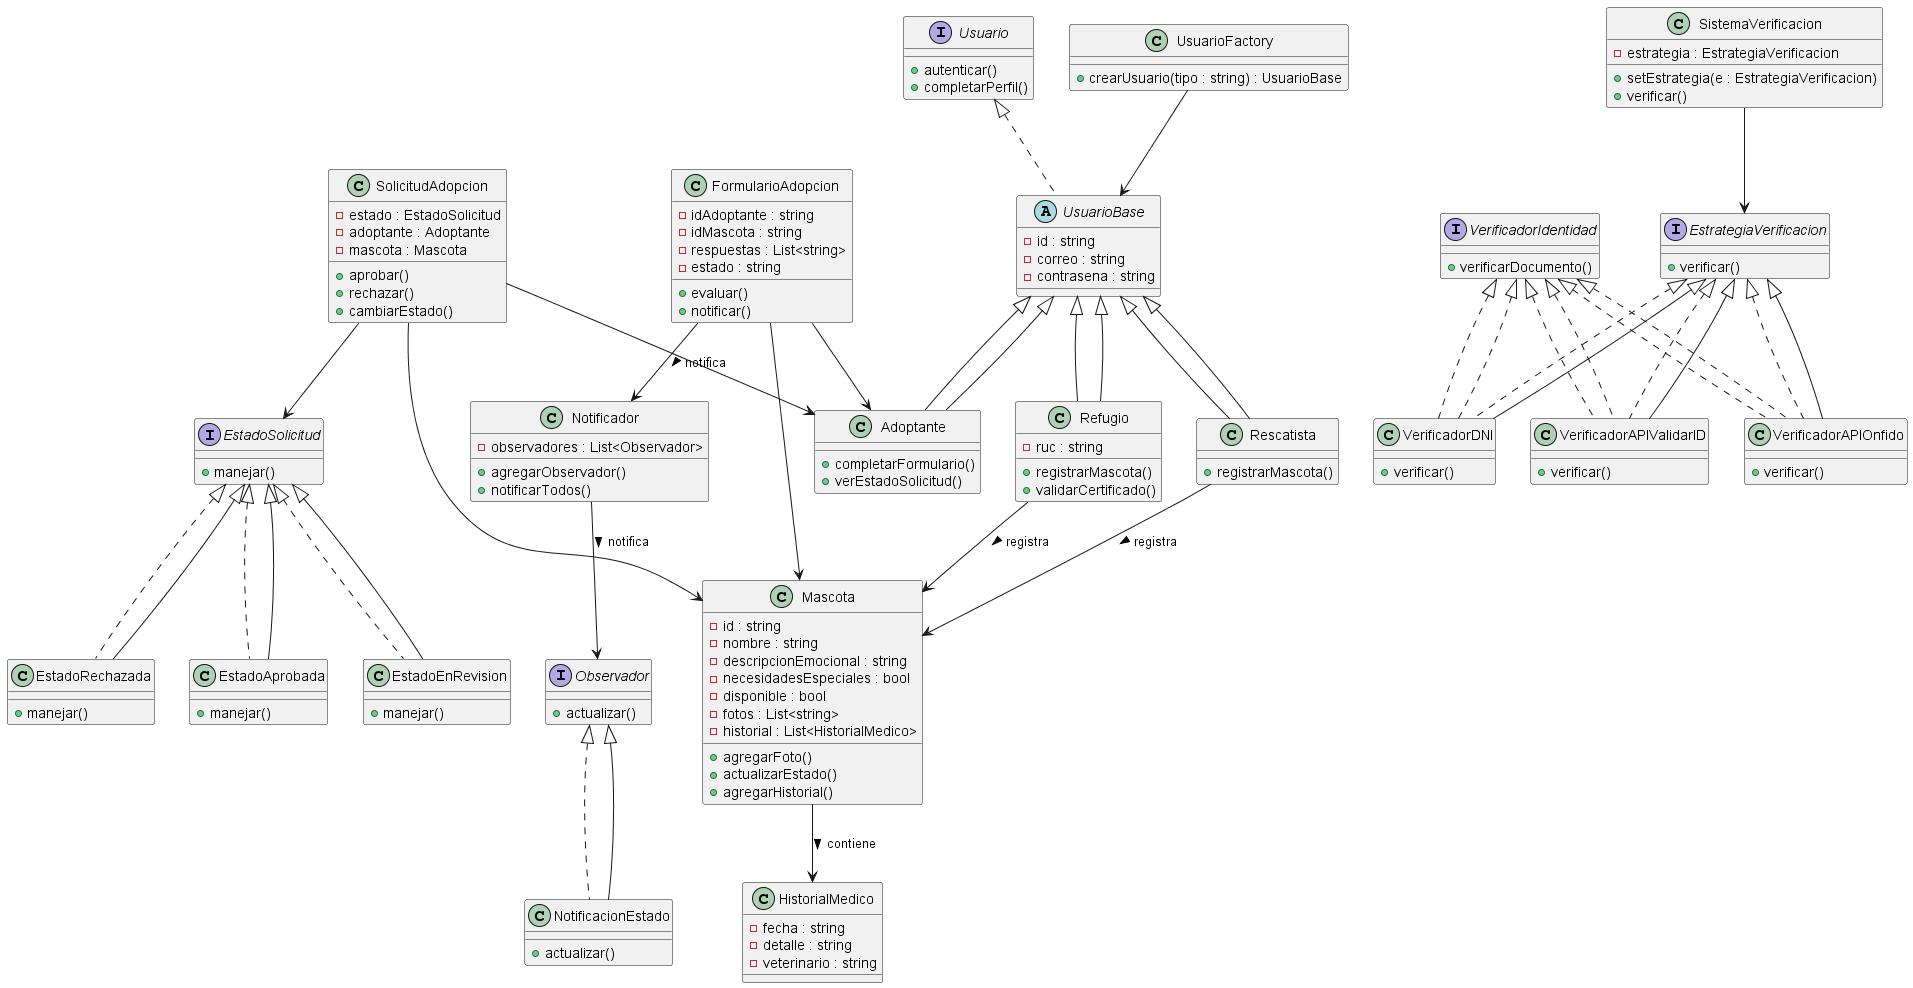 I Usuario
autenticar()
completarPerfil()
C UsuarioFactory
crearUsuario(tipo : string) : UsuarioBase
C SistemaVerificacion
estrategia : EstrategiaVerificacion
setEstrategia(e : EstrategiaVerificacion)
verificar()
C SolicitudAdopcion
estado : EstadoSolicitud
adoptante : Adoptante
mascota : Mascota
aprobar()
rechazar()
cambiarEstado()
C FormularioAdopcion
idAdoptante : string
idMascota : string
respuestas : List<string>
estado : string
evaluar()
notificar()
A UsuarioBase
id : string
correo : string
contrasena : string
I VerificadorIdentidad
verificarDocumento()
I EstrategiaVerificacion
verificar()
notifica
I EstadoSolicitud
manejar()
C Notificador
observadores : List<Observador>
agregarObservador()
notificarTodos()
C Adoptante
completarFormulario()
verEstadoSolicitud()
C Refugio
ruc : string
registrarMascota()
validarCertificado()
C Rescatista
registrarMascota()
C VerificadorDNI
verificar()
C VerificadorAPIValidarID
verificar()
C VerificadorAPIOnfido
verificar()
notifica
registra
registra
C EstadoRechazada
manejar()
C EstadoAprobada
manejar()
C EstadoEnRevision
manejar()
I Observador
actualizar()
C Mascota
id : string
nombre : string
descripcionEmocional : string
necesidadesEspeciales : bool
disponible : bool
fotos : List<string>
historial : List<HistorialMedico>
agregarFoto()
actualizarEstado()
agregarHistorial()
contiene
C NotificacionEstado
actualizar()
C HistorialMedico
fecha : string
detalle : string
veterinario : string